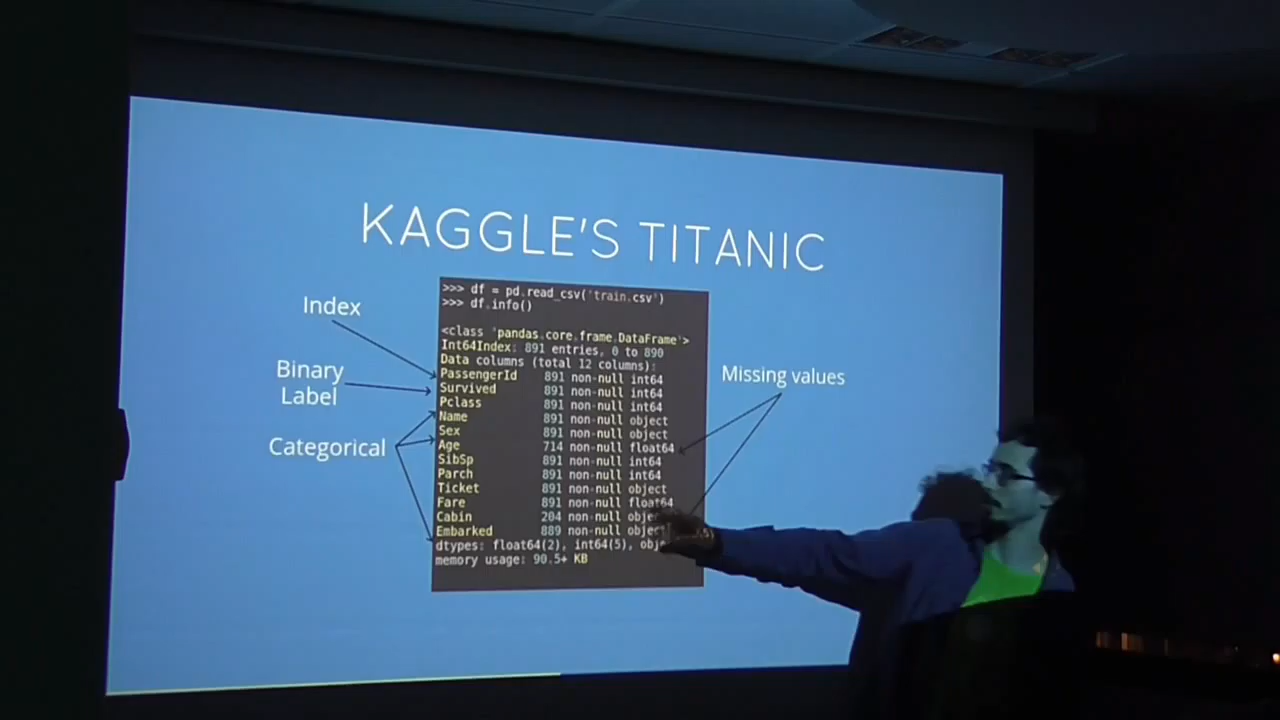 KAGGLE'S TITANIC
>>> df = pd.read_csv('train.csv')
>>> df.info()
<class 'pandas.core.frame.DataFrame'>
Int64Index: 891 entries, 0 to 890
Data columns (total 12 columns):
PassengerId 891 non-null int64
Survived 891 non-null int64
Pclass 891 non-null int64
Name 891 non-null object
Sex 891 non-null object
Age 714 non-null float64
SibSp 891 non-null int64
Parch 891 non-null int64
Ticket 891 non-null object
Fare 891 non-null float64
Cabin 204 non-null
Embarked 889 non-null
dtypes: float64(2), int64(5),
memory usage: 90.5+ KB
Index
Binary
Label
Categorical
Missing values